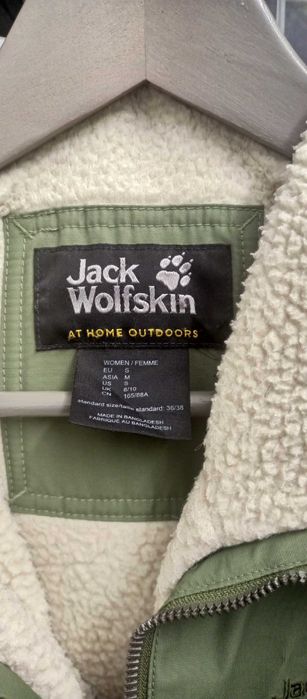 Jack
Wolfskin
AT HOME OUTDOORS
WOMEN / FEMME
EU S
ASIA M
US S
UK 8/10
CN 165/88A
standard size/taille standard: 36/38
MADE IN BANGLADESH
FABRIQUÉ AU BANGLADESH